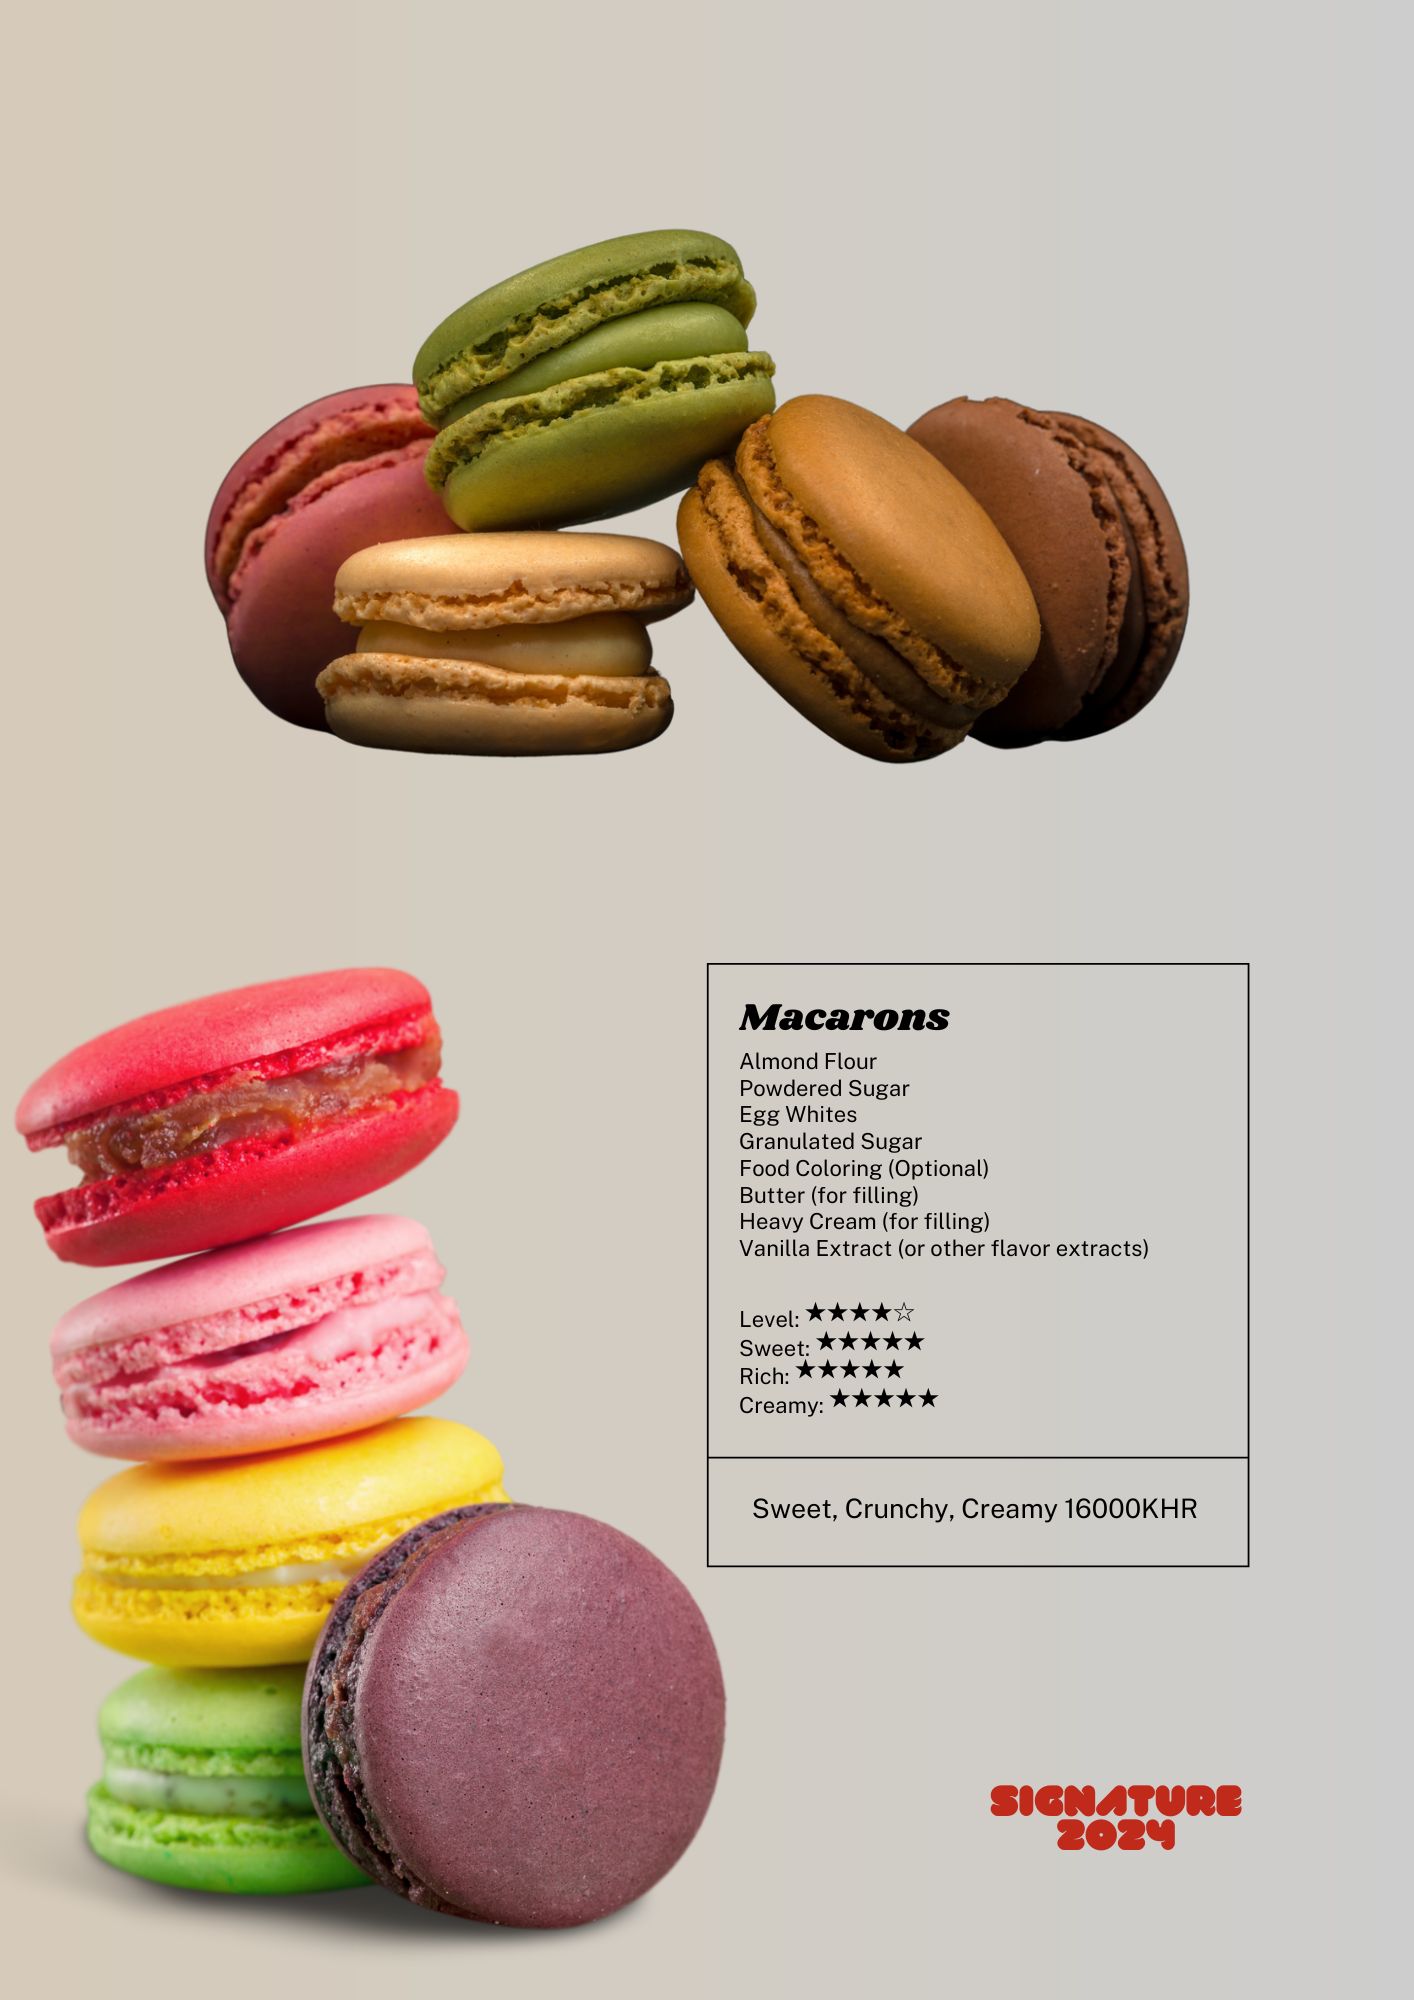 Macarons
Almond Flour
Powdered Sugar
Egg Whites
Granulated Sugar
Food Coloring (Optional)
Butter (for filling)
Heavy Cream (for filling)
Vanilla Extract (or other flavor extracts)
Level: ★★★★☆
Sweet: ★★★★★
Rich: ★★★★★
Creamy: ★★★★★
Sweet, Crunchy, Creamy 16000KHR
SIGNATURE
2024